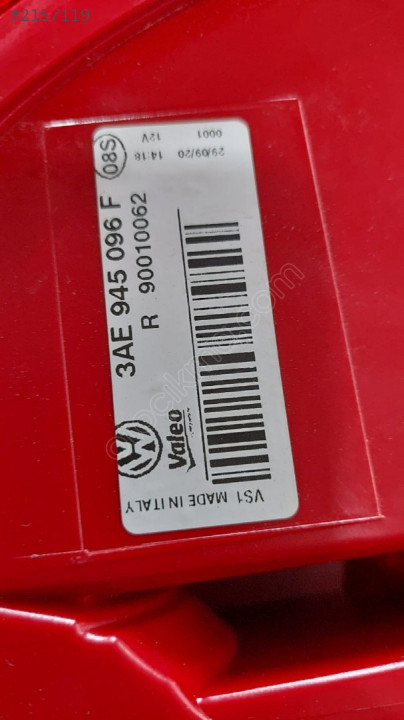 3AE 945 096 F
R 90010062
08S
14:18 29/09/20
12V 0001
Valeo
VS1 MADE IN ITALY